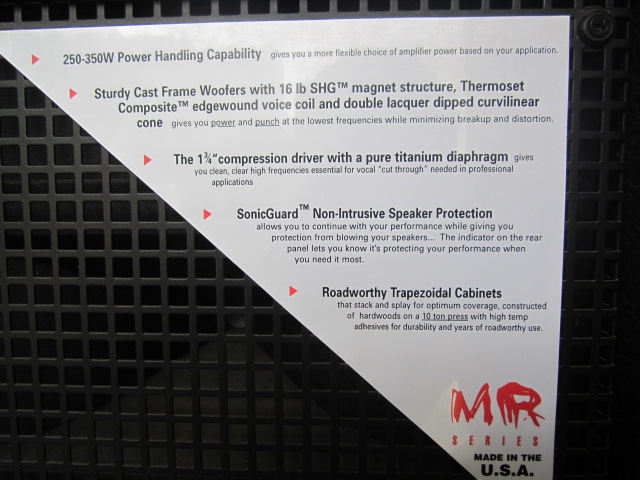 250-350W Power Handling Capability gives you a more flexible choice of amplifier power based on your application.
Sturdy Cast Frame Woofers with 16 lb SHG™ magnet structure, Thermoset
Composite™ edgewound voice coil and double lacquer dipped curvilinear
cone gives you power and punch at the lowest frequencies while minimizing breakup and distortion.
The 1¾" compression driver with a pure titanium diaphragm gives
you clean, clear high frequencies essential for vocal "cut through" needed in professional
applications
SonicGuard™ Non-Intrusive Speaker Protection
allows you to continue with your performance while giving you
protection from blowing your speakers... The indicator on the rear
panel lets you know it's protecting your performance when
you need it most.
Roadworthy Trapezoidal Cabinets
that stack and splay for optimum coverage, constructed
of hardwoods on a 10 ton press with high temp
adhesives for durability and years of roadworthy use.
MR
SERIES
MADE IN THE
U.S.A.